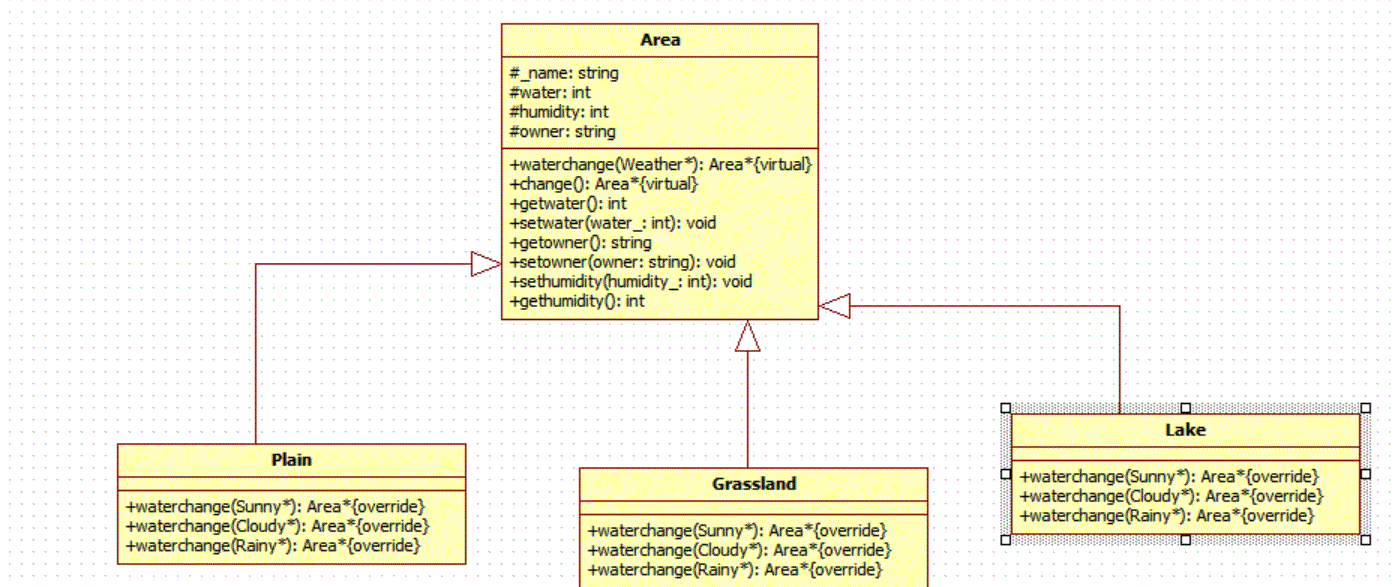 Area
#_name: string
#water: int
#humidity: int
#owner: string
+waterchange(Weather*): Area*{virtual}
+change(): Area*{virtual}
+getwater(): int
+setwater(water_: int): void
+getowner(): string
+setowner(owner: string): void
+sethumidity(humidity_: int): void
+gethumidity(): int
Plain
+waterchange(Sunny*): Area*{override}
+waterchange(Cloudy*): Area*{override}
+waterchange(Rainy*): Area*{override}
Grassland
+waterchange(Sunny*): Area*{override}
+waterchange(Cloudy*): Area*{override}
+waterchange(Rainy*): Area*{override}
Lake
+waterchange(Sunny*): Area*{override}
+waterchange(Cloudy*): Area*{override}
+waterchange(Rainy*): Area*{override}